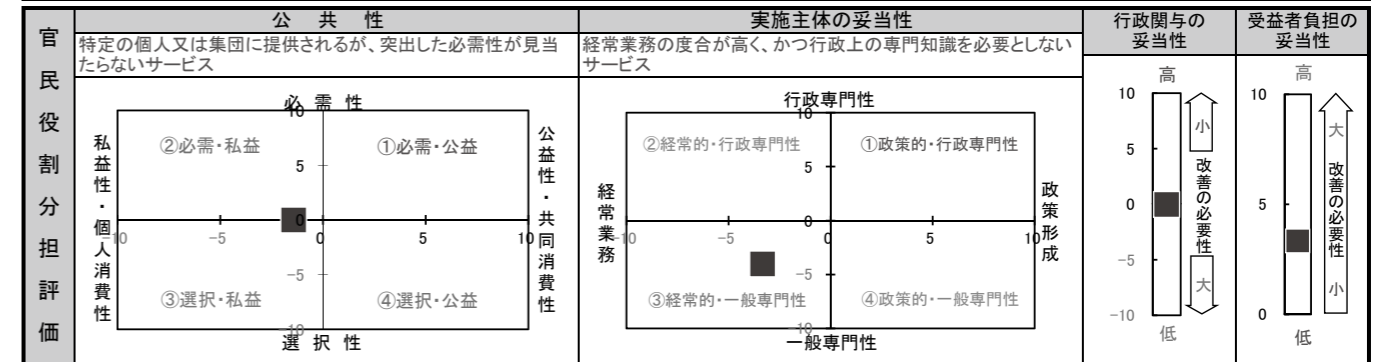 官民役割分担評価
公共性
特定の個人又は集団に提供されるが、突出した必需性が見当
たらないサービス
必需性
10
私益性・個人消費性
②必需・私益
①必需・公益
公益性・共同消費性
5
-10
-5
0
0
5
10
-5
③選択・私益
④選択・公益
-10
選択性
実施主体の妥当性
経常業務の度合が高く、かつ行政上の専門知識を必要としない
サービス
行政専門性
10
②経常的・行政専門性
①政策的・行政専門性
5
経常業務
政策形成
-10
-5
0
0
5
10
-5
③経常的・一般専門性
④政策的・一般専門性
-10
一般専門性
行政関与の
妥当性
高
10
5
0
-5
-10
低
小
改善の必要性
大
受益者負担の
妥当性
高
10
5
0
低
大
改善の必要性
小